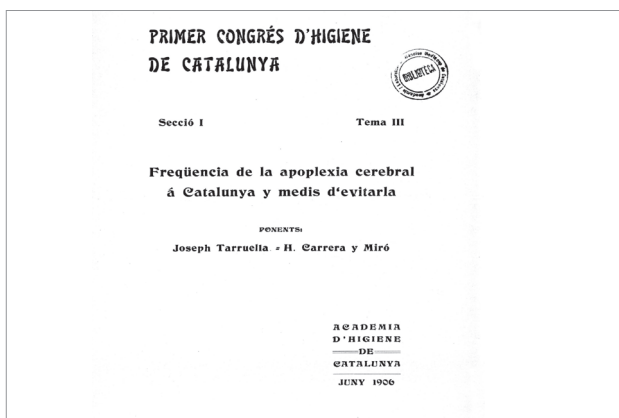 PRIMER CONGRÉS D'HIGIENE
DE CATALUNYA
BIBLIOTECA
Secció I Tema III
Freqüencia de la apoplexia cerebral
á Catalunya y medis d'evitarla
PONENTS:
Joseph Tarruella - H. Carrera y Miró
ACADEMIA
D'HIGIENE
DE
CATALUNYA
JUNY 1906